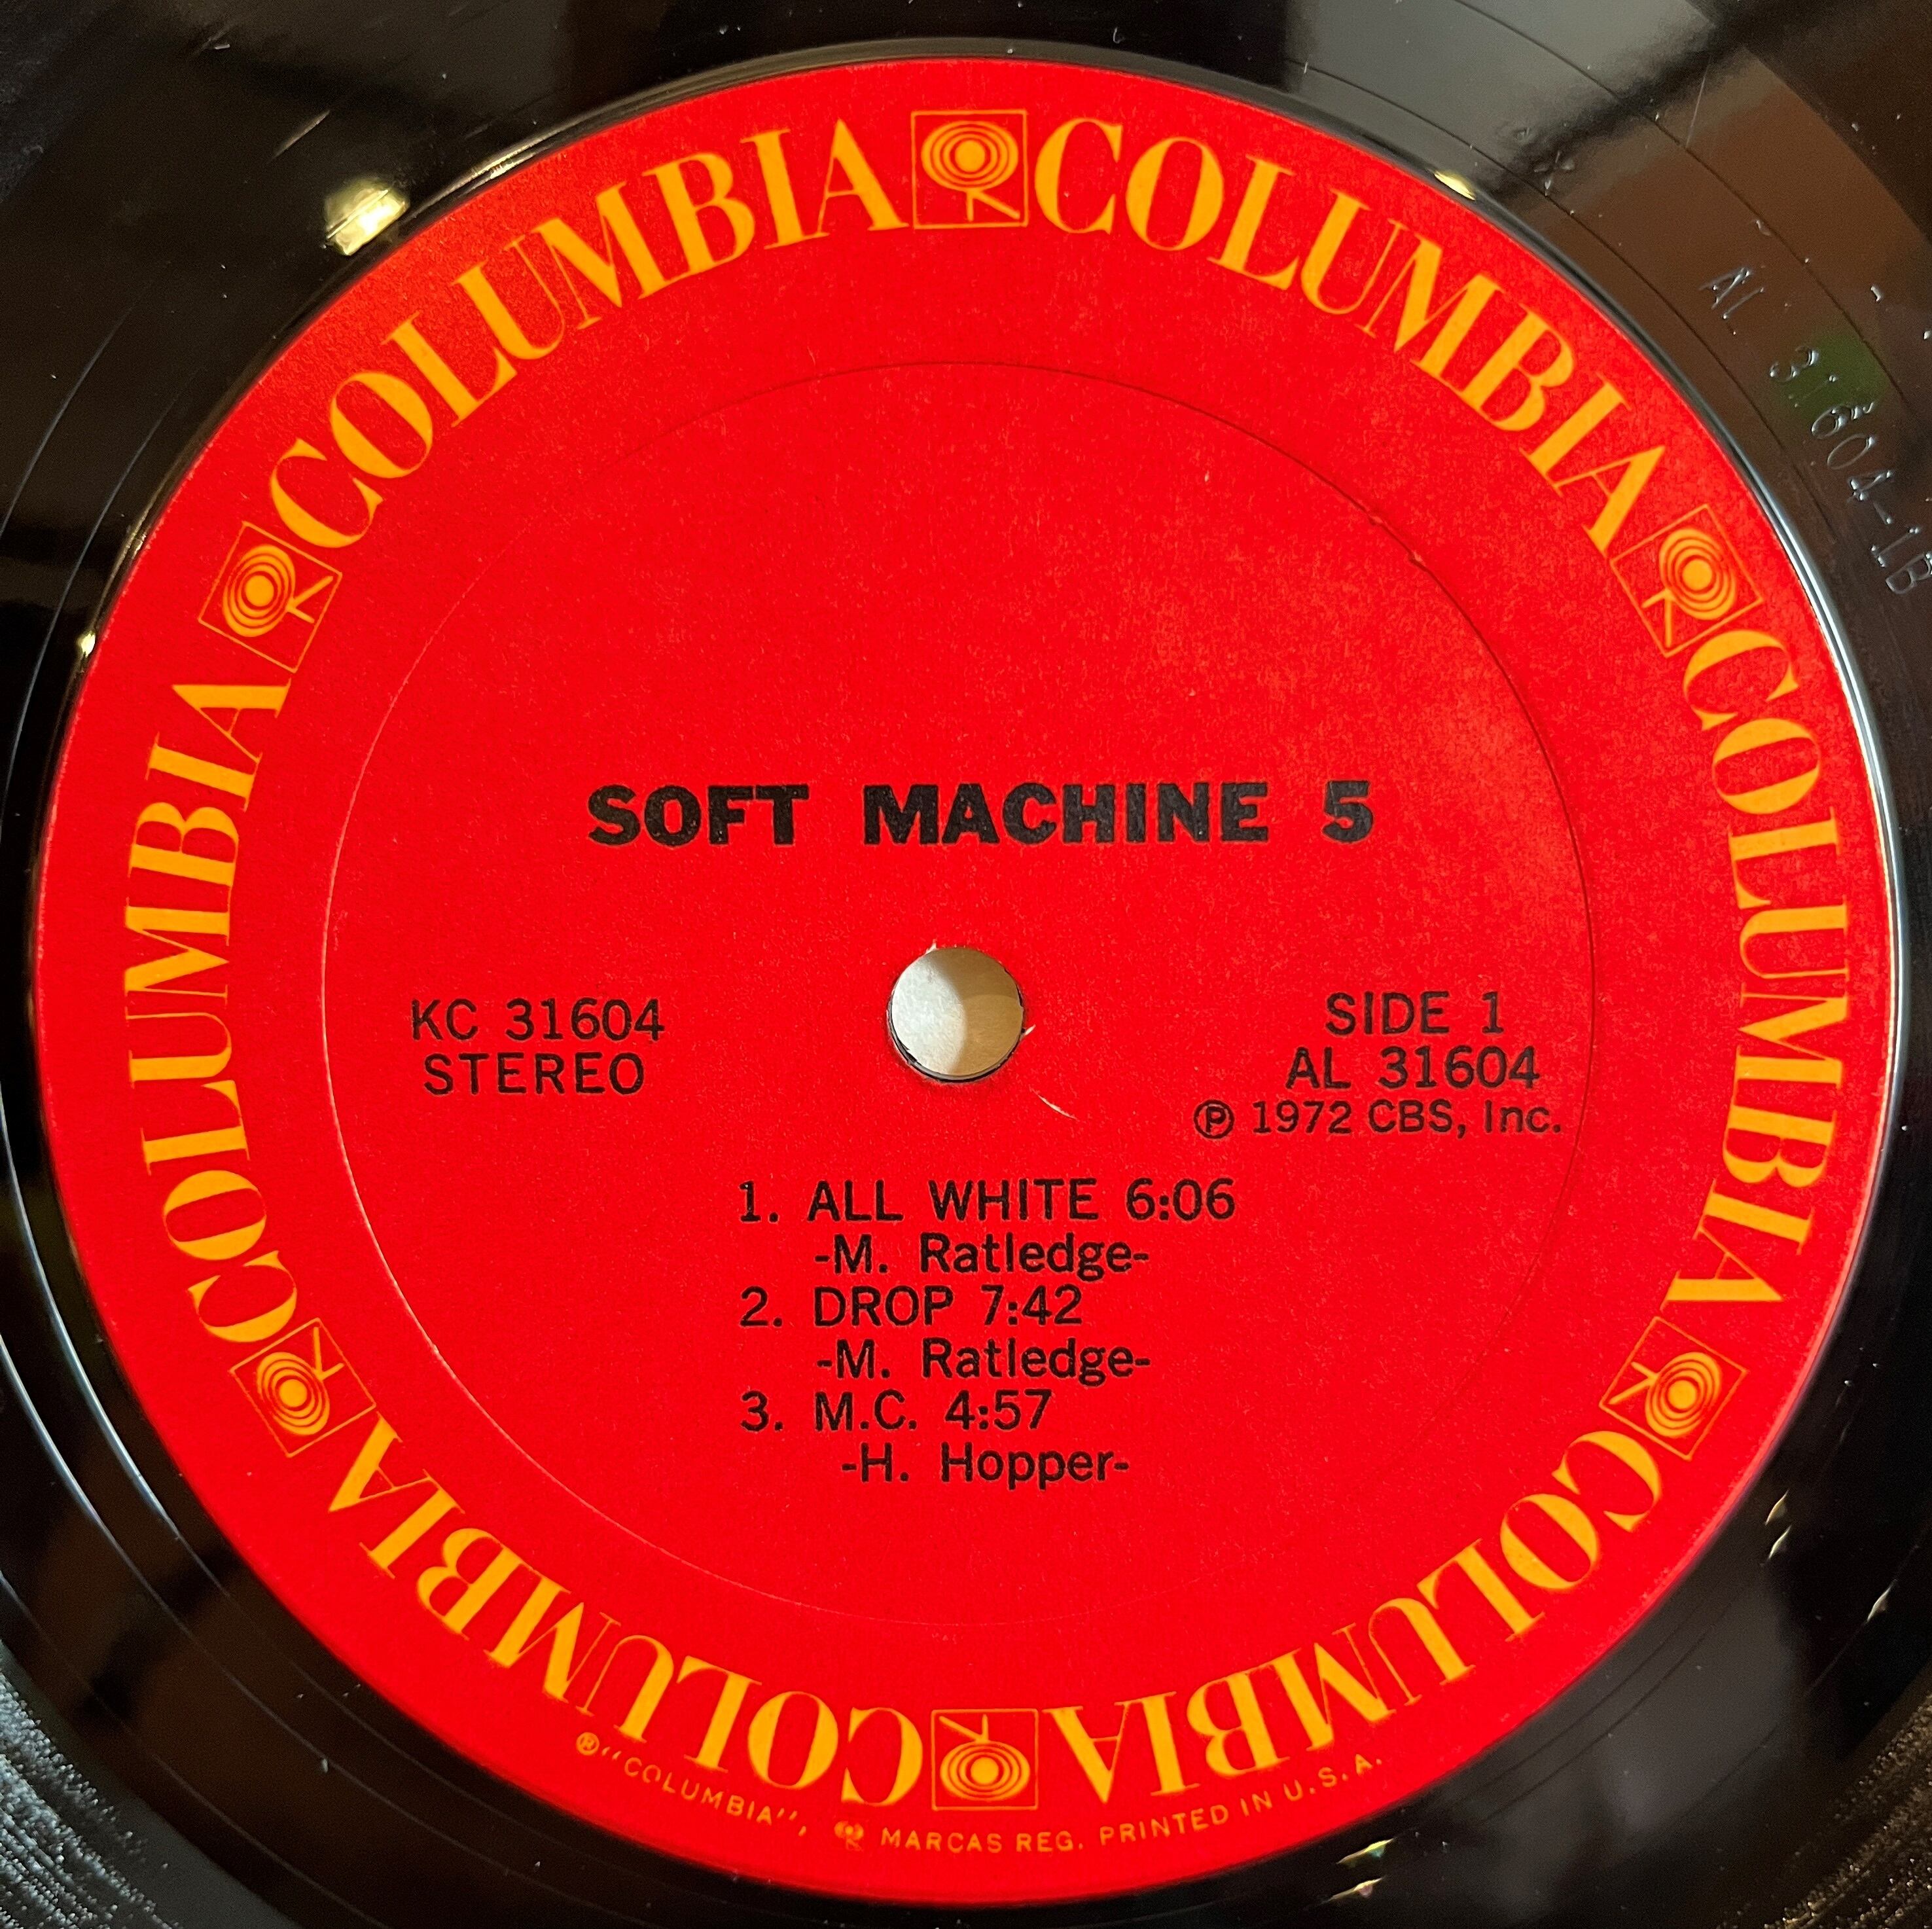 COLUMBIA COLUMBIA COLUMBIA COLUMBIA COLUMBIA COLUMBIA
AL 31604-1B
SOFT MACHINE 5
KC 31604
STEREO
SIDE 1
AL 31604
℗ 1972 CBS, Inc.
1. ALL WHITE 6:06
-M. Ratledge-
2. DROP 7:42
-M. Ratledge-
3. M.C. 4:57
-H. Hopper-
® "COLUMBIA", MARCAS REG. PRINTED IN U.S.A.